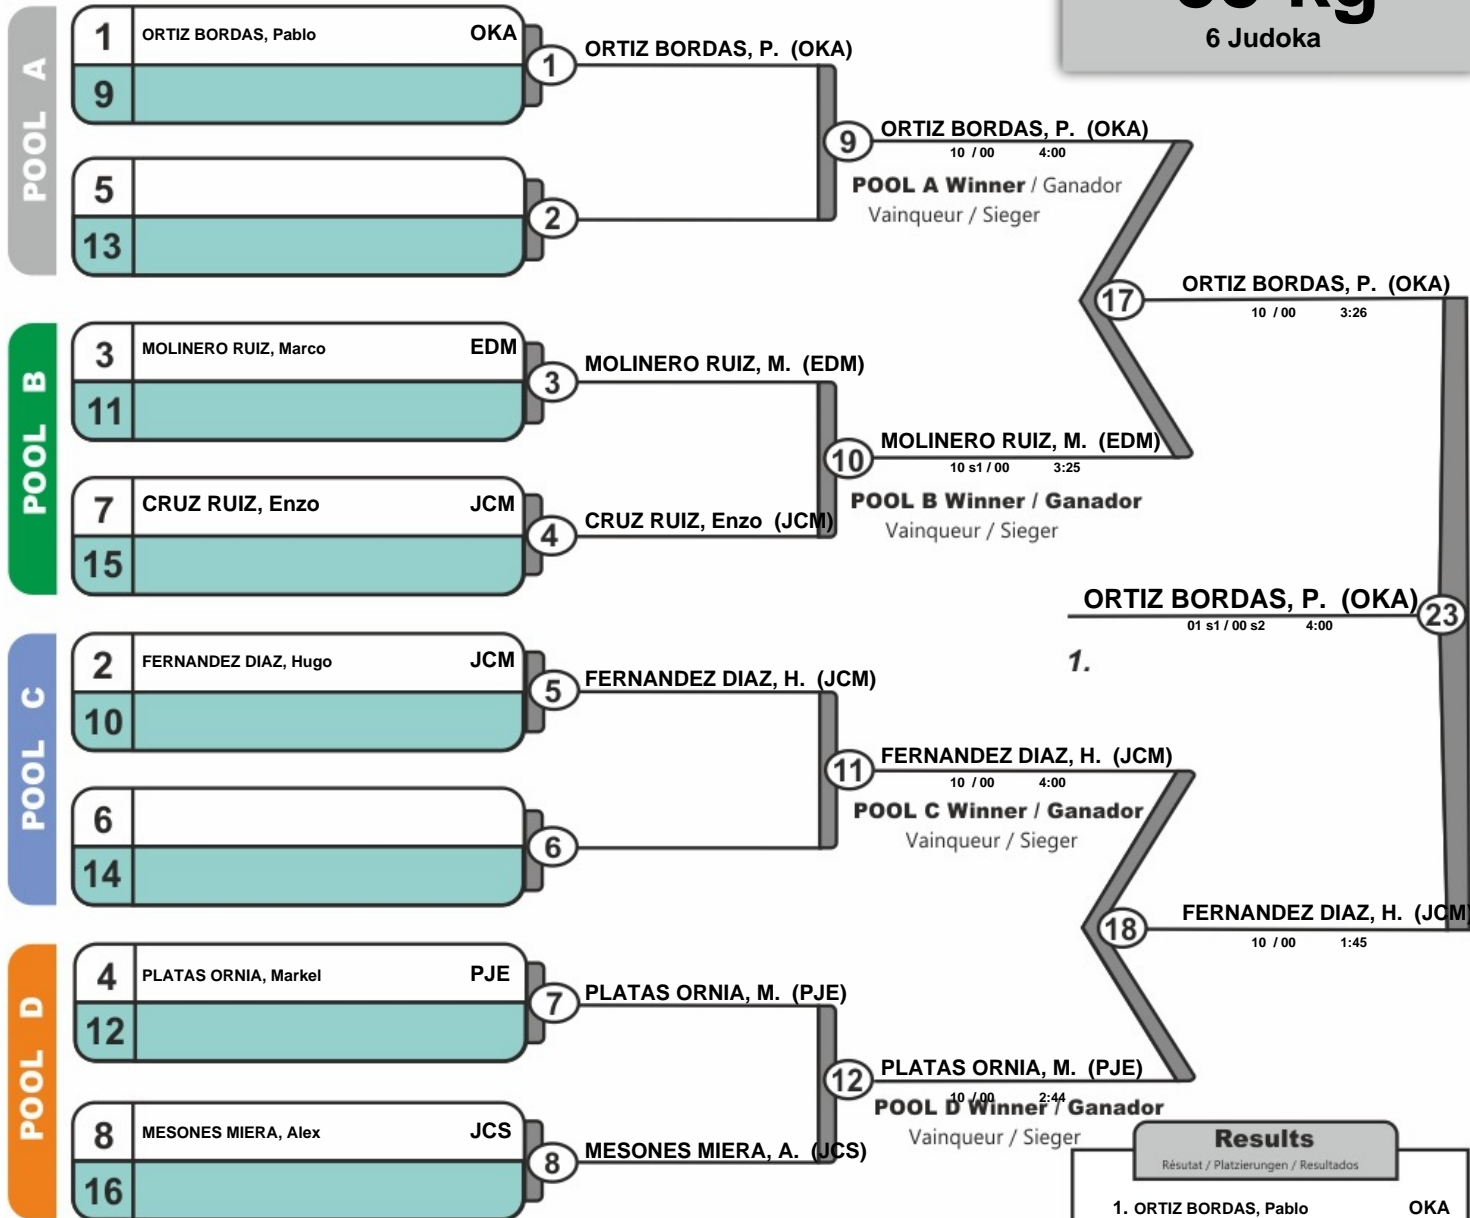 6 Judoka
POOL A
1 ORTIZ BORDAS, Pablo OKA
9
1
ORTIZ BORDAS, P. (OKA)
5
13
2
9
ORTIZ BORDAS, P. (OKA)
10 / 00 4:00
POOL A Winner / Ganador
Vainqueur / Sieger
POOL B
3 MOLINERO RUIZ, Marco EDM
11
3
MOLINERO RUIZ, M. (EDM)
7 CRUZ RUIZ, Enzo JCM
15
4
CRUZ RUIZ, Enzo (JCM)
10
MOLINERO RUIZ, M. (EDM)
10 s1 / 00 3:25
POOL B Winner / Ganador
Vainqueur / Sieger
17
ORTIZ BORDAS, P. (OKA)
10 / 00 3:26
ORTIZ BORDAS, P. (OKA)
23
01 s1 / 00 s2 4:00
1.
POOL C
2 FERNANDEZ DIAZ, Hugo JCM
10
5
FERNANDEZ DIAZ, H. (JCM)
6
14
6
11
FERNANDEZ DIAZ, H. (JCM)
10 / 00 4:00
POOL C Winner / Ganador
Vainqueur / Sieger
18
FERNANDEZ DIAZ, H. (JCM)
10 / 00 1:45
POOL D
4 PLATAS ORNIA, Markel PJE
12
7
PLATAS ORNIA, M. (PJE)
8 MESONES MIERA, Alex JCS
16
8
MESONES MIERA, A. (JCS)
12
PLATAS ORNIA, M. (PJE)
10 / 00 2:44
POOL D Winner / Ganador
Vainqueur / Sieger
Results
Résutat / Platzierungen / Resultados
1. ORTIZ BORDAS, Pablo OKA